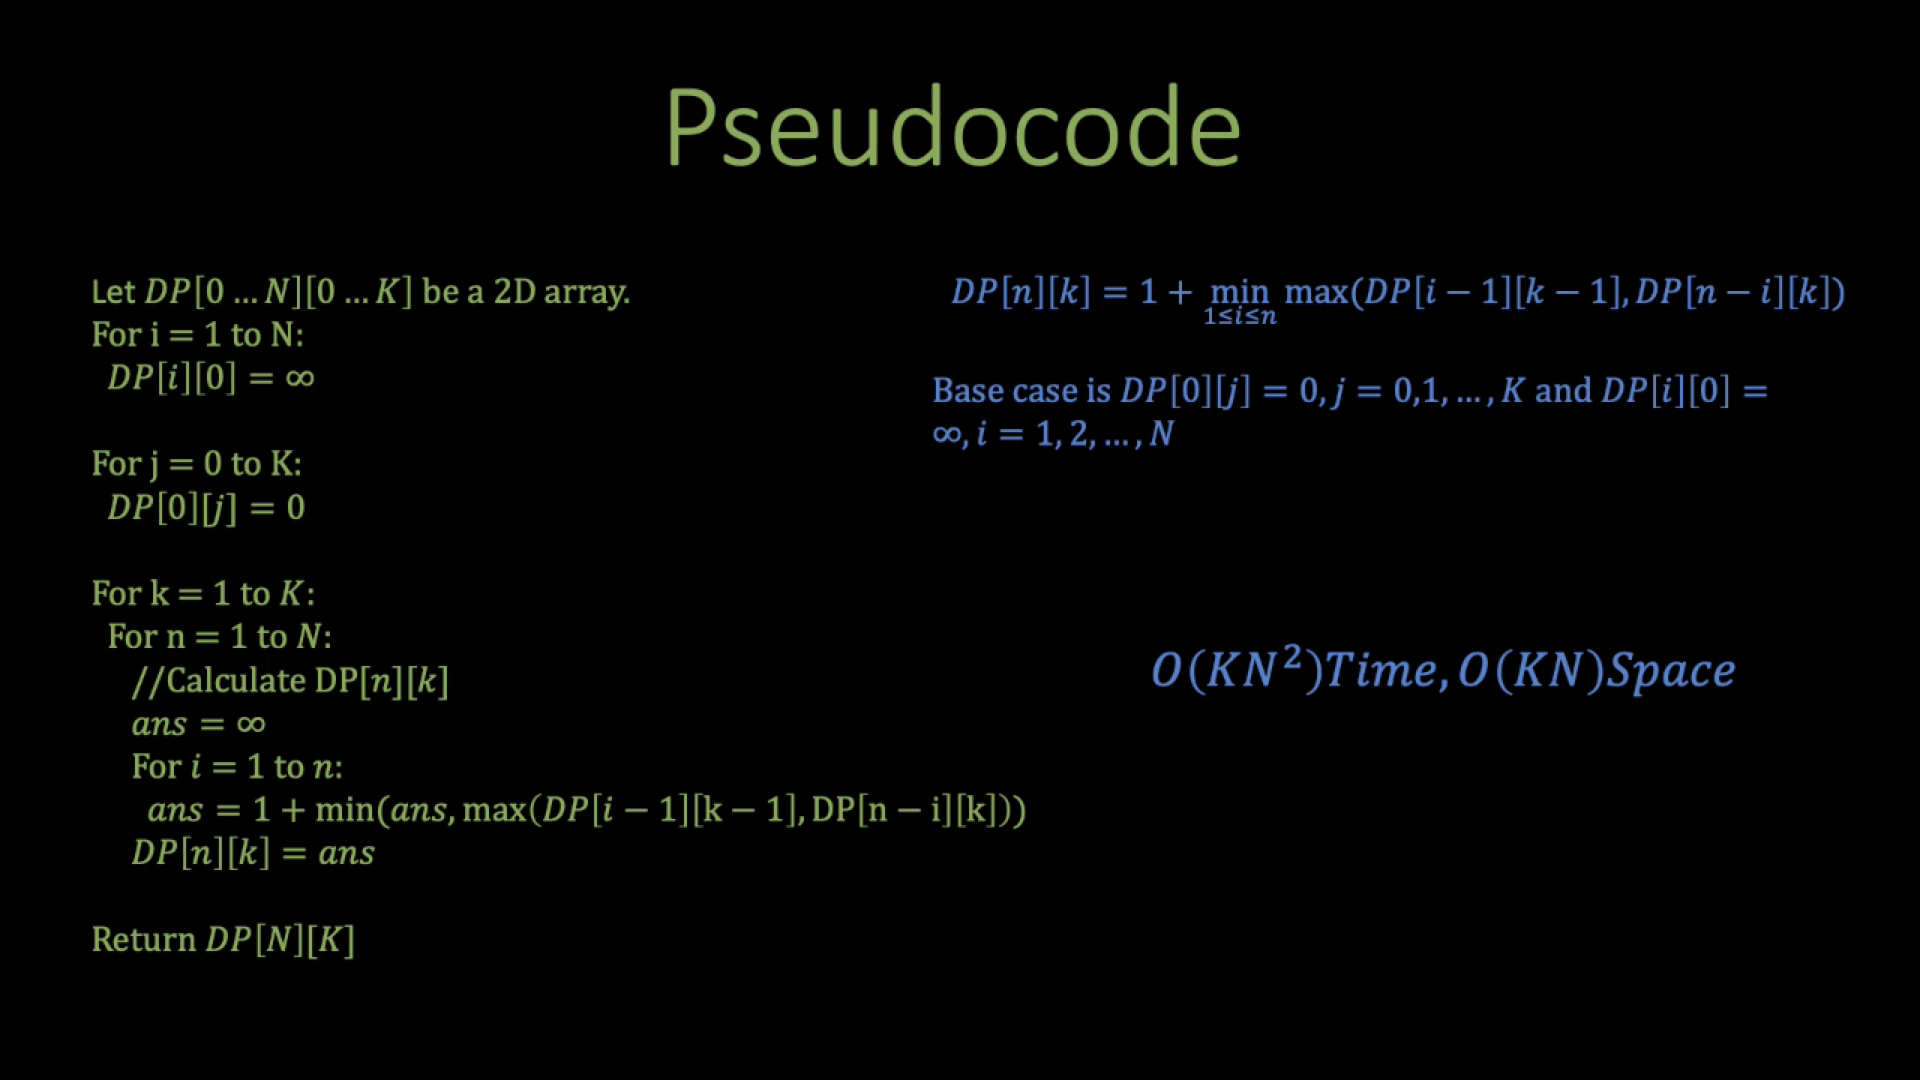 Pseudocode
Let DP[0 … N][0 … K] be a 2D array.
For i = 1 to N:
DP[i][0] = ∞
For j = 0 to K:
DP[0][j] = 0
For k = 1 to K:
For n = 1 to N:
//Calculate DP[n][k]
ans = ∞
For i = 1 to n:
ans = 1 + min(ans, max(DP[i − 1][k − 1], DP[n − i][k]))
DP[n][k] = ans
Return DP[N][K]
DP[n][k] = 1 + min max(DP[i − 1][k − 1], DP[n − i][k])
1≤i≤n
Base case is DP[0][j] = 0, j = 0,1, … , K and DP[i][0] =
∞, i = 1, 2, … , N
O(KN²)Time, O(KN)Space